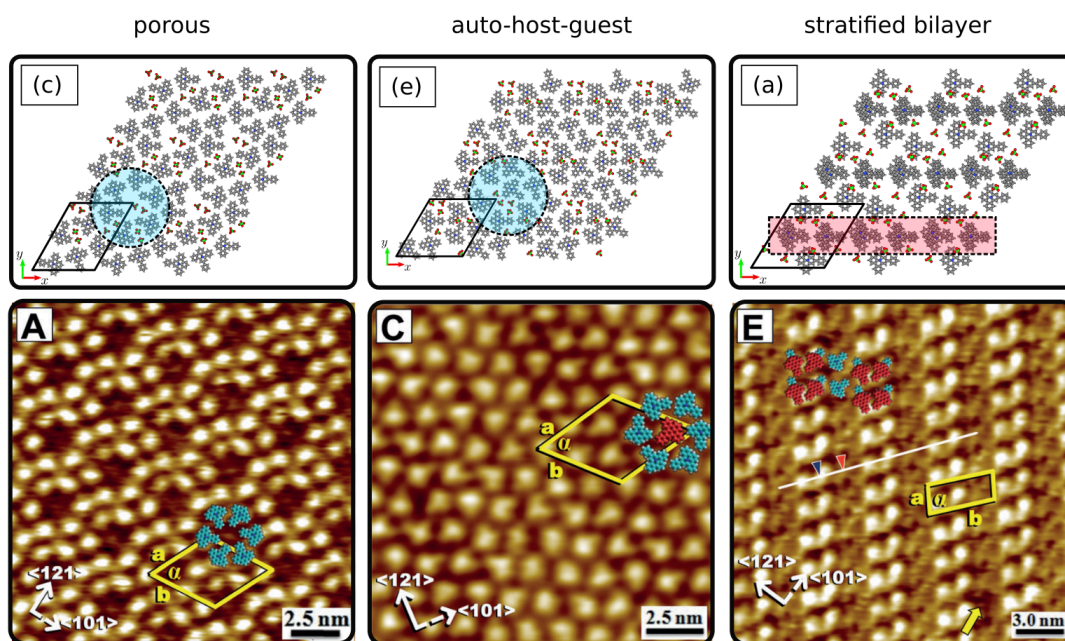 porous
auto-host-guest
stratified bilayer
(c)
y
x
(e)
y
x
(a)
y
x
A
a
α
b
<121>
<101>
2.5 nm
C
a
α
b
<121>
<101>
2.5 nm
E
a
α
b
<121>
<101>
3.0 nm